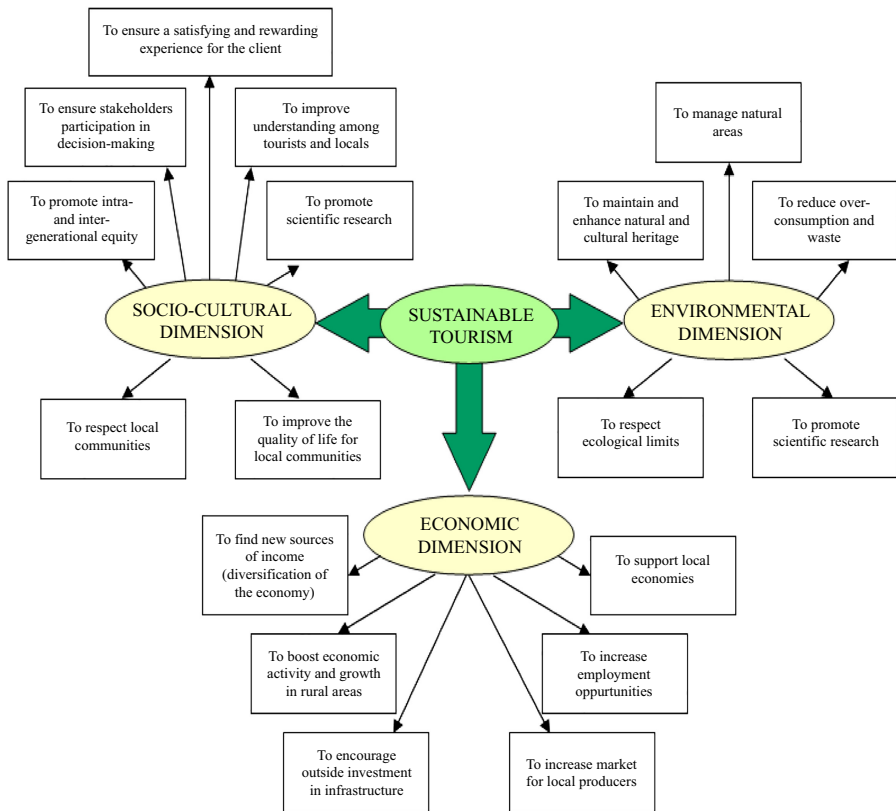 To ensure a satisfying and rewarding
experience for the client
To ensure stakeholders
participation in
decision-making
To improve
understanding among
tourists and locals
To manage natural
areas
To promote intra-
and inter-
generational equity
To promote
scientific research
To maintain and
enhance natural and
cultural heritage
To reduce over-
consumption and
waste
SOCIO-CULTURAL
DIMENSION
SUSTAINABLE
TOURISM
ENVIRONMENTAL
DIMENSION
To respect local
communities
To improve the
quality of life for
local communities
To respect
ecological limits
To promote
scientific research
ECONOMIC
DIMENSION
To find new sources
of income
(diversification of
the economy)
To support local
economies
To boost economic
activity and growth
in rural areas
To increase
employment
oppurtunities
To encourage
outside investment
in infrastructure
To increase market
for local producers